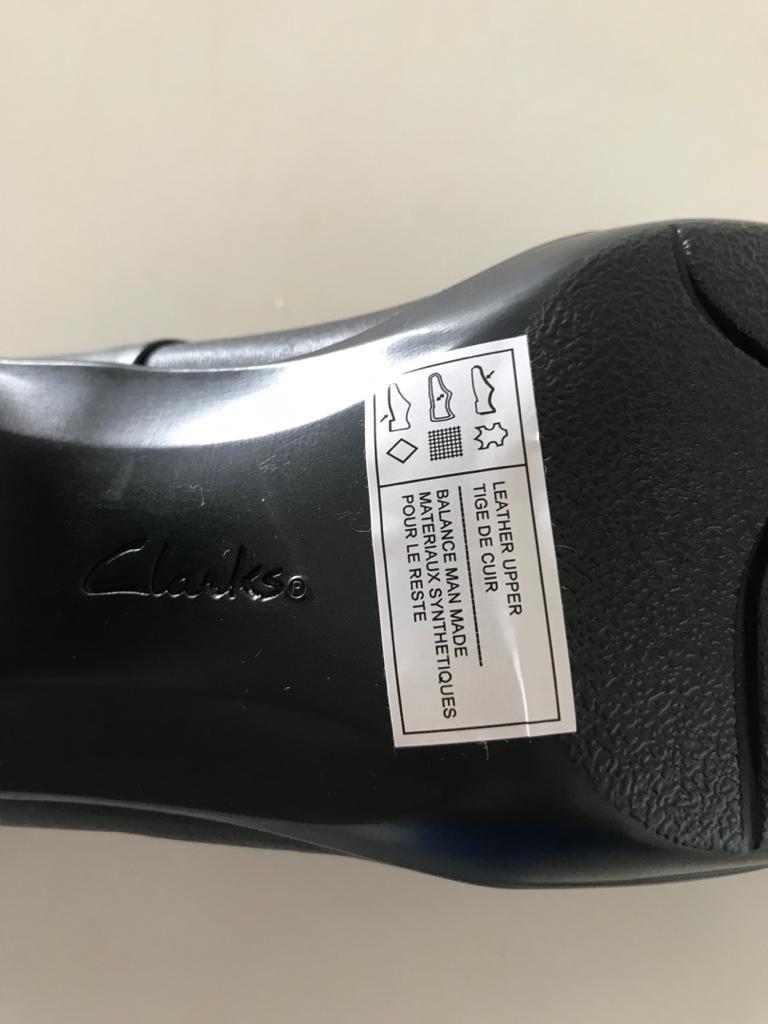 Clarks®
LEATHER UPPER
TIGE DE CUIR
--------------------
BALANCE MAN MADE
MATERIAUX SYNTHETIQUES
POUR LE RESTE